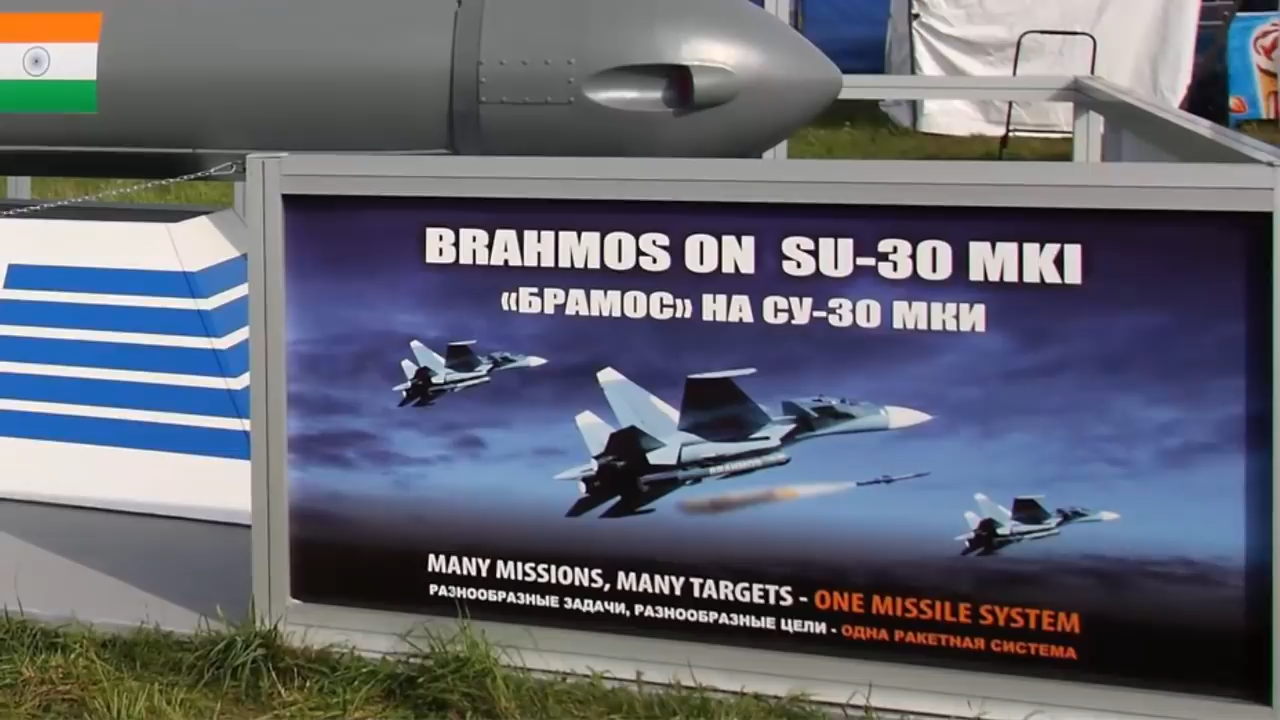 BRAHMOS ON SU-30 MKI
«БРАМОС» НА СУ-30 МКИ
BRAHMOS
MANY MISSIONS, MANY TARGETS - ONE MISSILE SYSTEM
РАЗНООБРАЗНЫЕ ЗАДАЧИ, РАЗНООБРАЗНЫЕ ЦЕЛИ - ОДНА РАКЕТНАЯ СИСТЕМА